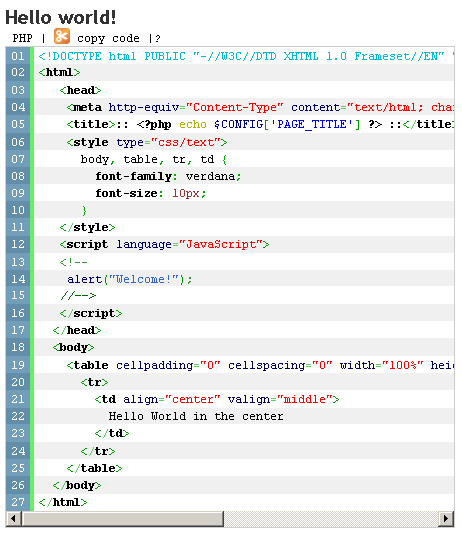 Hello world!
PHP | copy code |?
01 <!DOCTYPE html PUBLIC "-//W3C//DTD XHTML 1.0 Frameset//EN" "
02 <html>
03 <head>
04 <meta http-equiv="Content-Type" content="text/html; char
05 <title>:: <?php echo $CONFIG['PAGE_TITLE'] ?> ::</title
06 <style type="css/text">
07 body, table, tr, td {
08 font-family: verdana;
09 font-size: 10px;
10 }
11 </style>
12 <script language="JavaScript">
13 <!--
14 alert("Welcome!");
15 //-->
16 </script>
17 </head>
18 <body>
19 <table cellpadding="0" cellspacing="0" width="100%" heig
20 <tr>
21 <td align="center" valign="middle">
22 Hello World in the center
23 </td>
24 </tr>
25 </table>
26 </body>
27 </html>